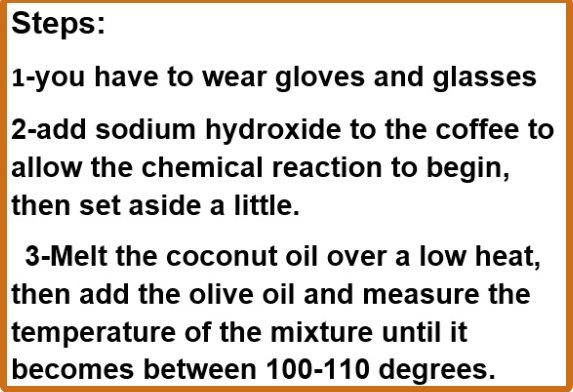 Steps:
1-you have to wear gloves and glasses
2-add sodium hydroxide to the coffee to
allow the chemical reaction to begin,
then set aside a little.
3-Melt the coconut oil over a low heat,
then add the olive oil and measure the
temperature of the mixture until it
becomes between 100-110 degrees.